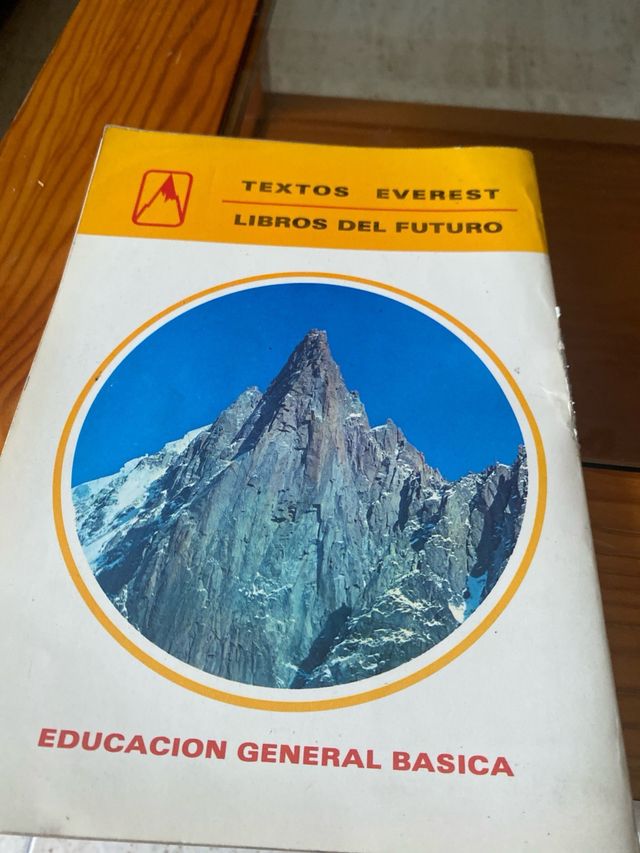 TEXTOS EVEREST
LIBROS DEL FUTURO
EDUCACION GENERAL BASICA